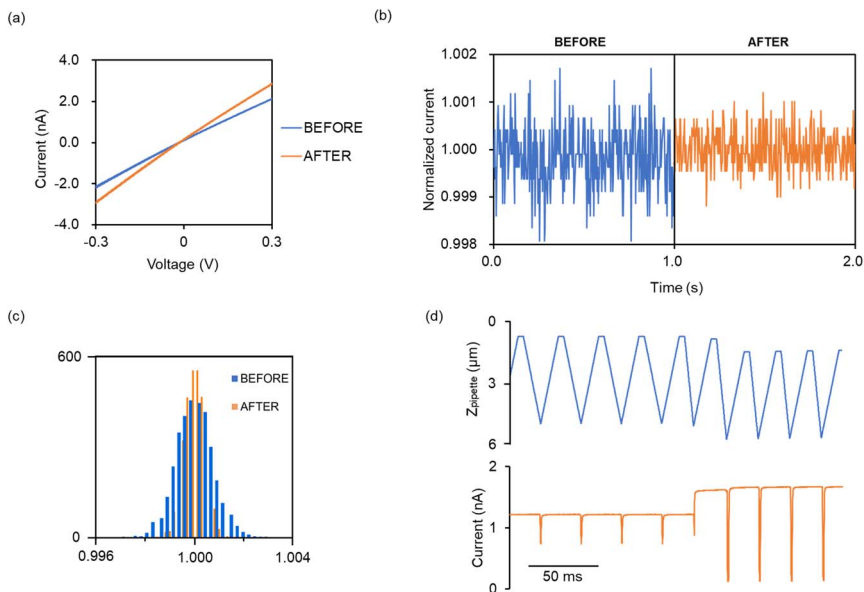 (a)
4.0
2.0
0.0
-2.0
-4.0
-0.3
0
0.3
Current (nA)
Voltage (V)
BEFORE
AFTER
(b)
BEFORE
AFTER
1.002
1.001
1.000
0.999
0.998
0.0
1.0
2.0
Normalized current
Time (s)
(c)
600
0
0.996
1.000
1.004
BEFORE
AFTER
(d)
0
3
6
Zpipette (µm)
2
1
0
Current (nA)
50 ms